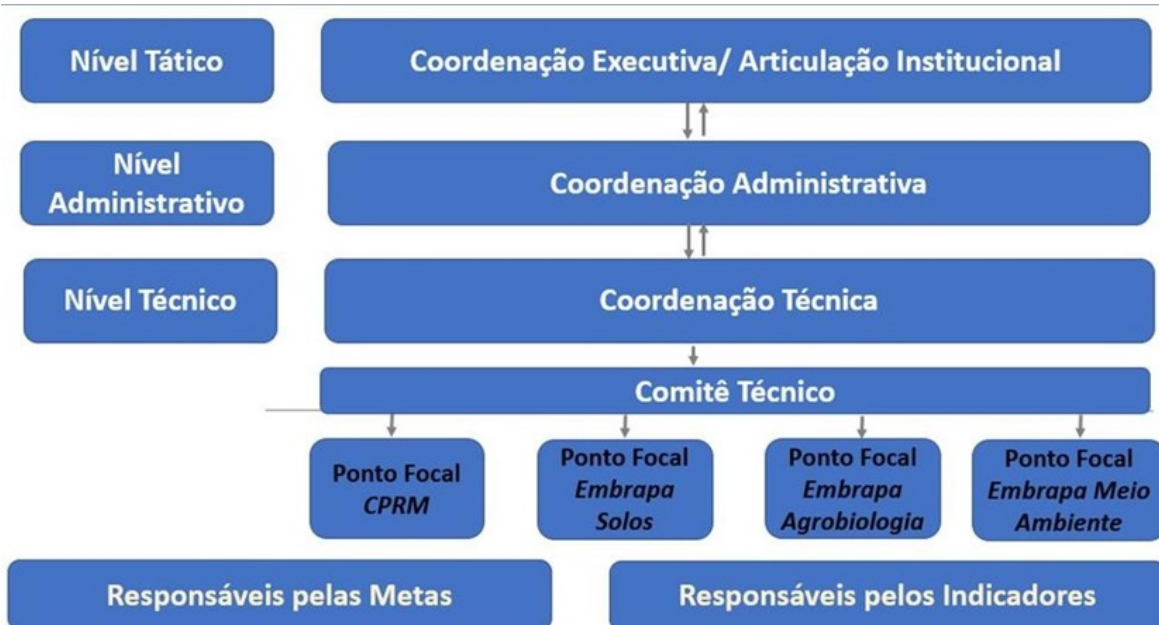 Nível Tático
Coordenação Executiva/ Articulação Institucional
Nível
Administrativo
Coordenação Administrativa
Nível Técnico
Coordenação Técnica
Comitê Técnico
Ponto Focal
CPRM
Ponto Focal
Embrapa
Solos
Ponto Focal
Embrapa
Agrobiologia
Ponto Focal
Embrapa Meio
Ambiente
Responsáveis pelas Metas
Responsáveis pelos Indicadores